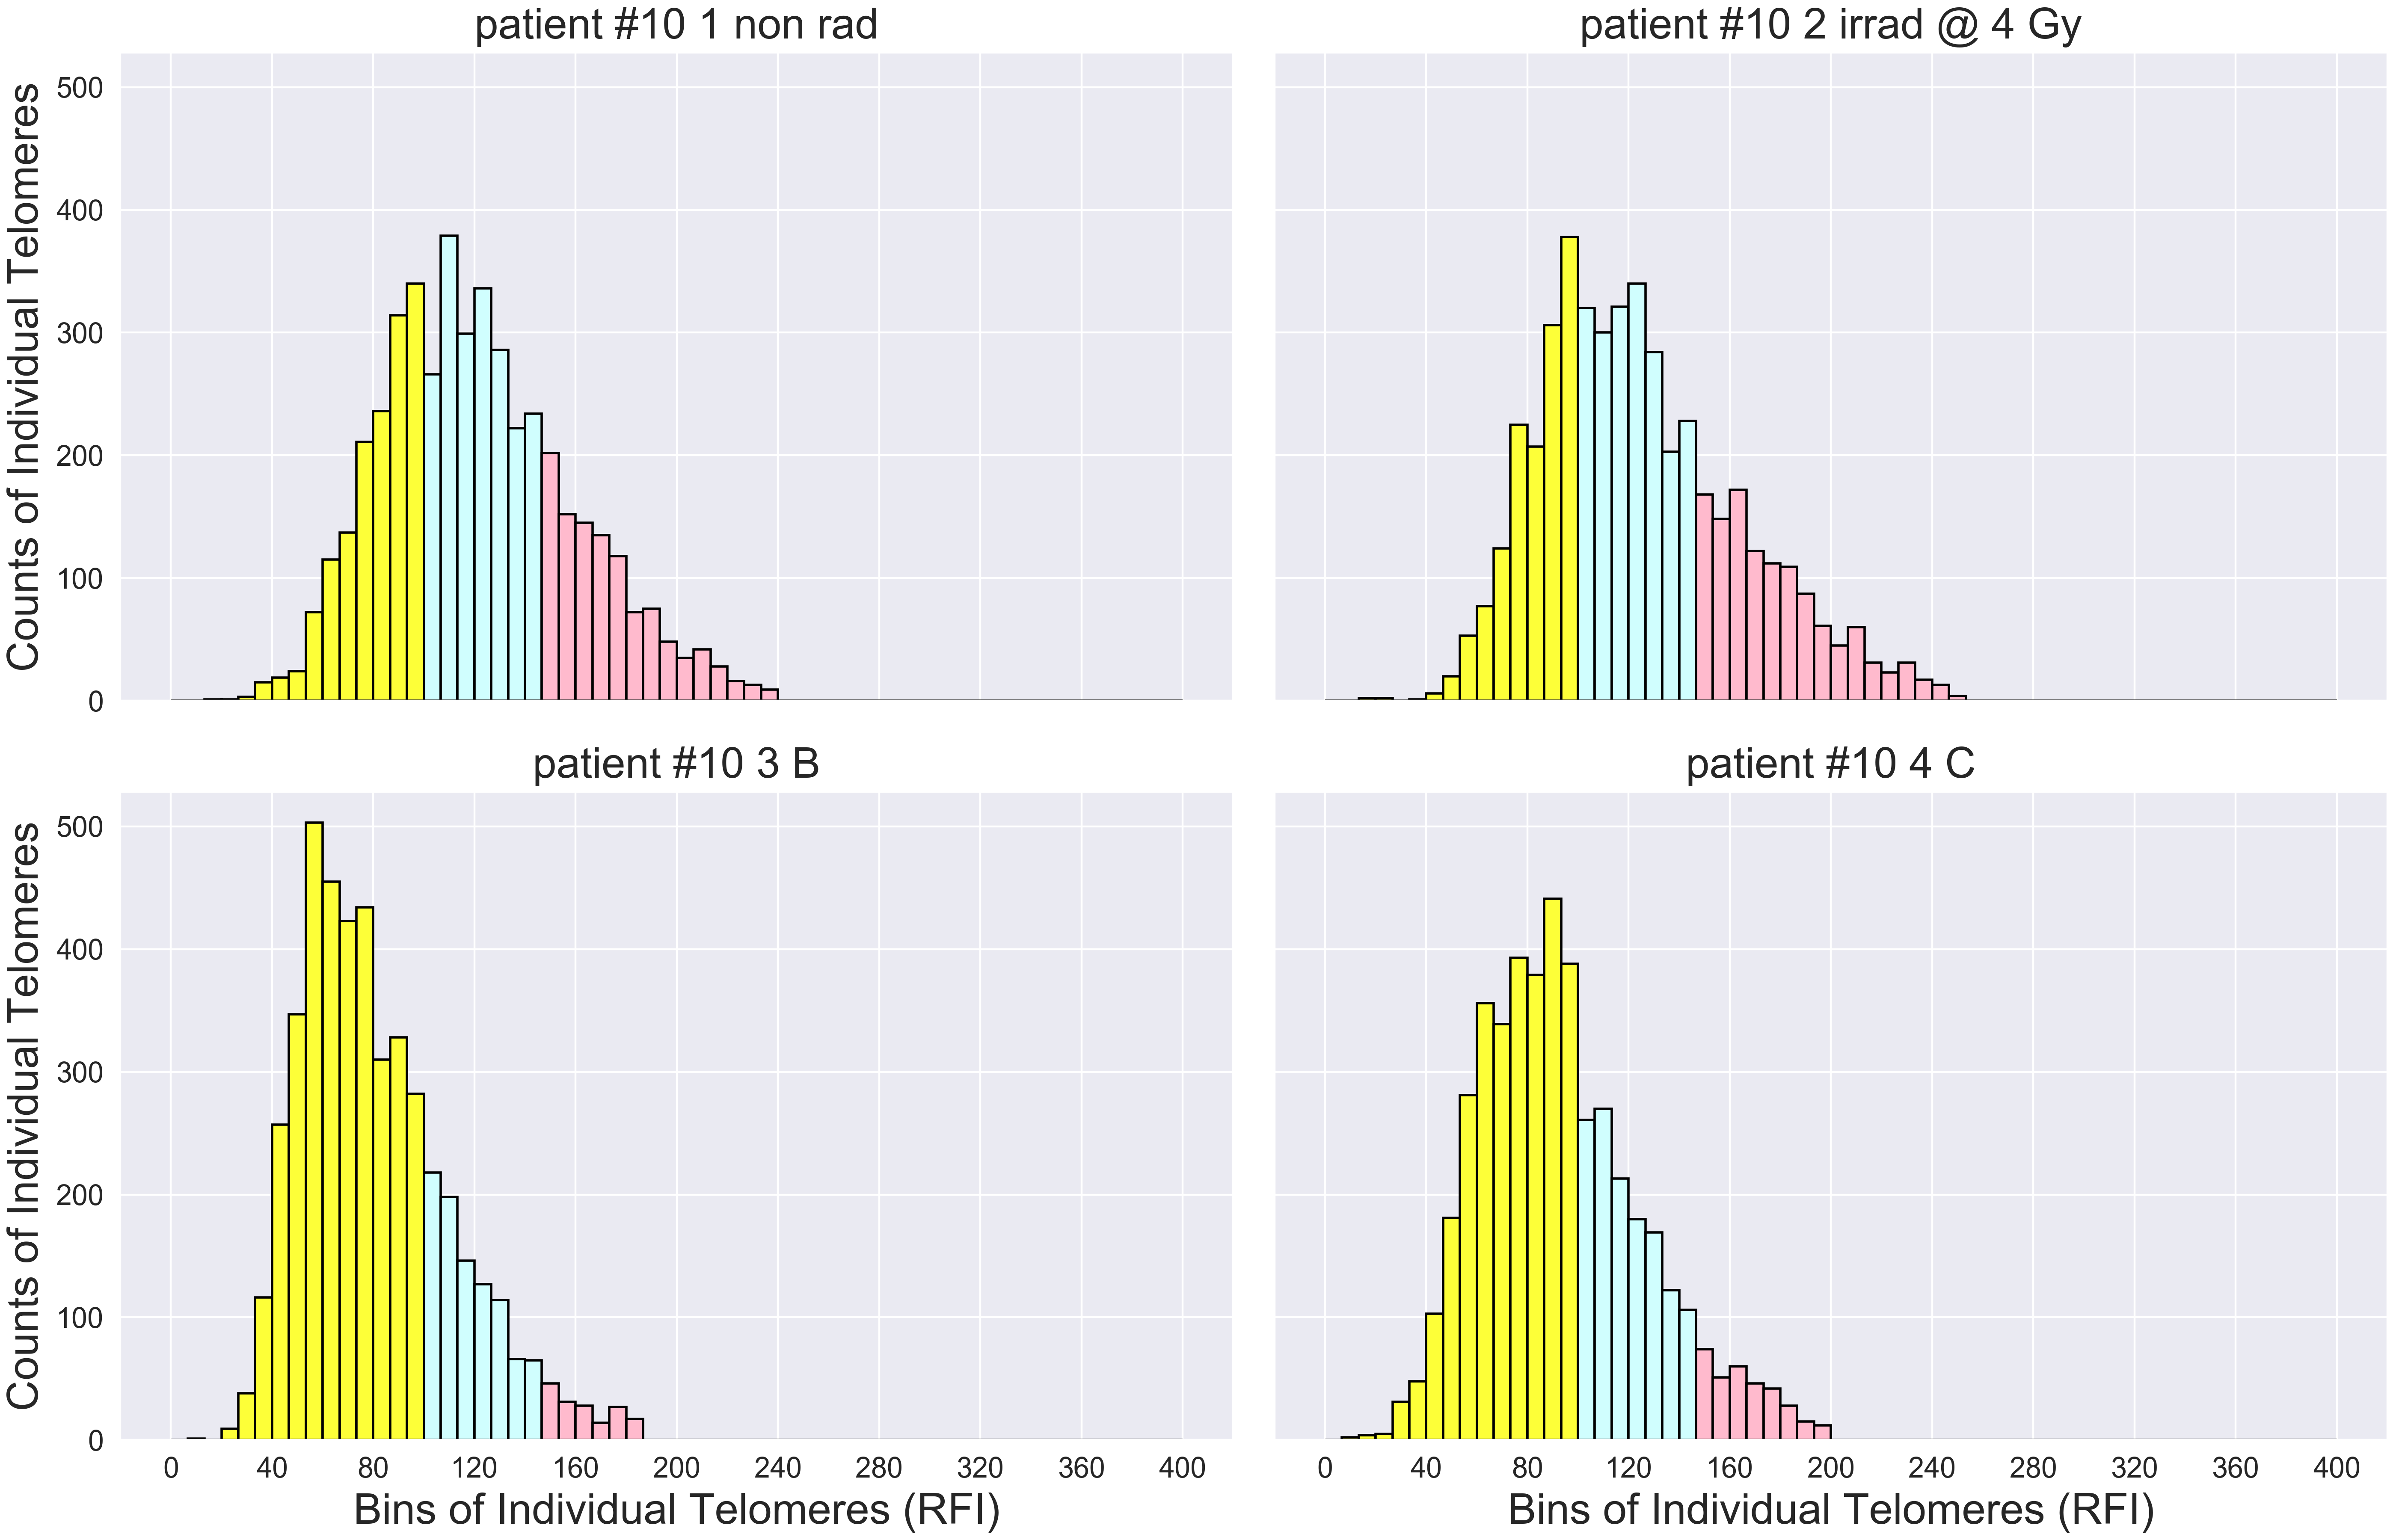 patient #10 1 non rad
patient #10 2 irrad @ 4 Gy
Counts of Individual Telomeres
500
400
300
200
100
0
patient #10 3 B
patient #10 4 C
Counts of Individual Telomeres
500
400
300
200
100
0
0 40 80 120 160 200 240 280 320 360 400
0 40 80 120 160 200 240 280 320 360 400
Bins of Individual Telomeres (RFI)
Bins of Individual Telomeres (RFI)